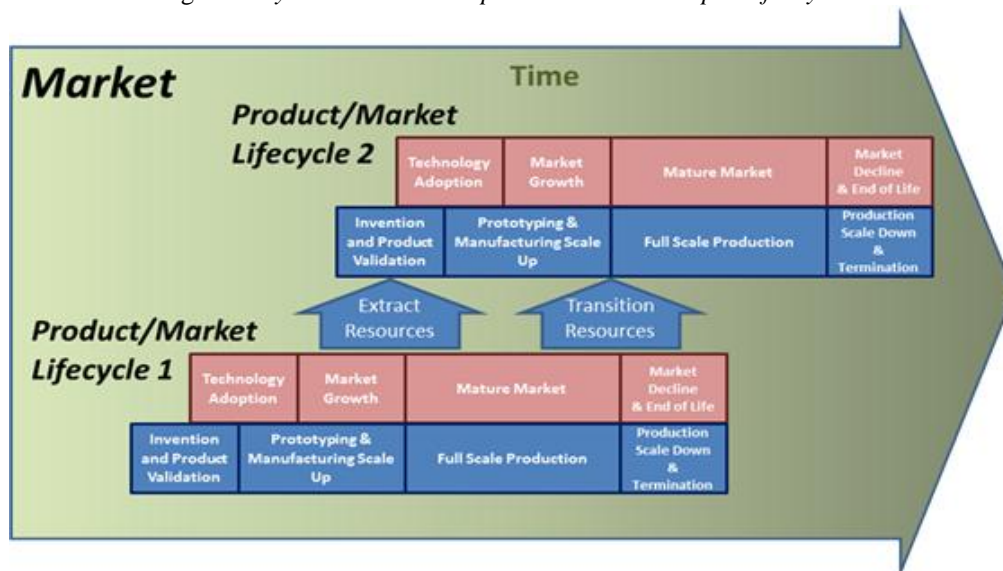 Market
Time
Product/Market
Lifecycle 2
Technology
Adoption
Market
Growth
Mature Market
Market
Decline
& End of Life
Invention
and Product
Validation
Prototyping &
Manufacturing Scale
Up
Full Scale Production
Production
Scale Down
&
Termination
Extract
Resources
Transition
Resources
Product/Market
Lifecycle 1
Technology
Adoption
Market
Growth
Mature Market
Market
Decline
& End of Life
Invention
and Product
Validation
Prototyping &
Manufacturing Scale
Up
Full Scale Production
Production
Scale Down
&
Termination